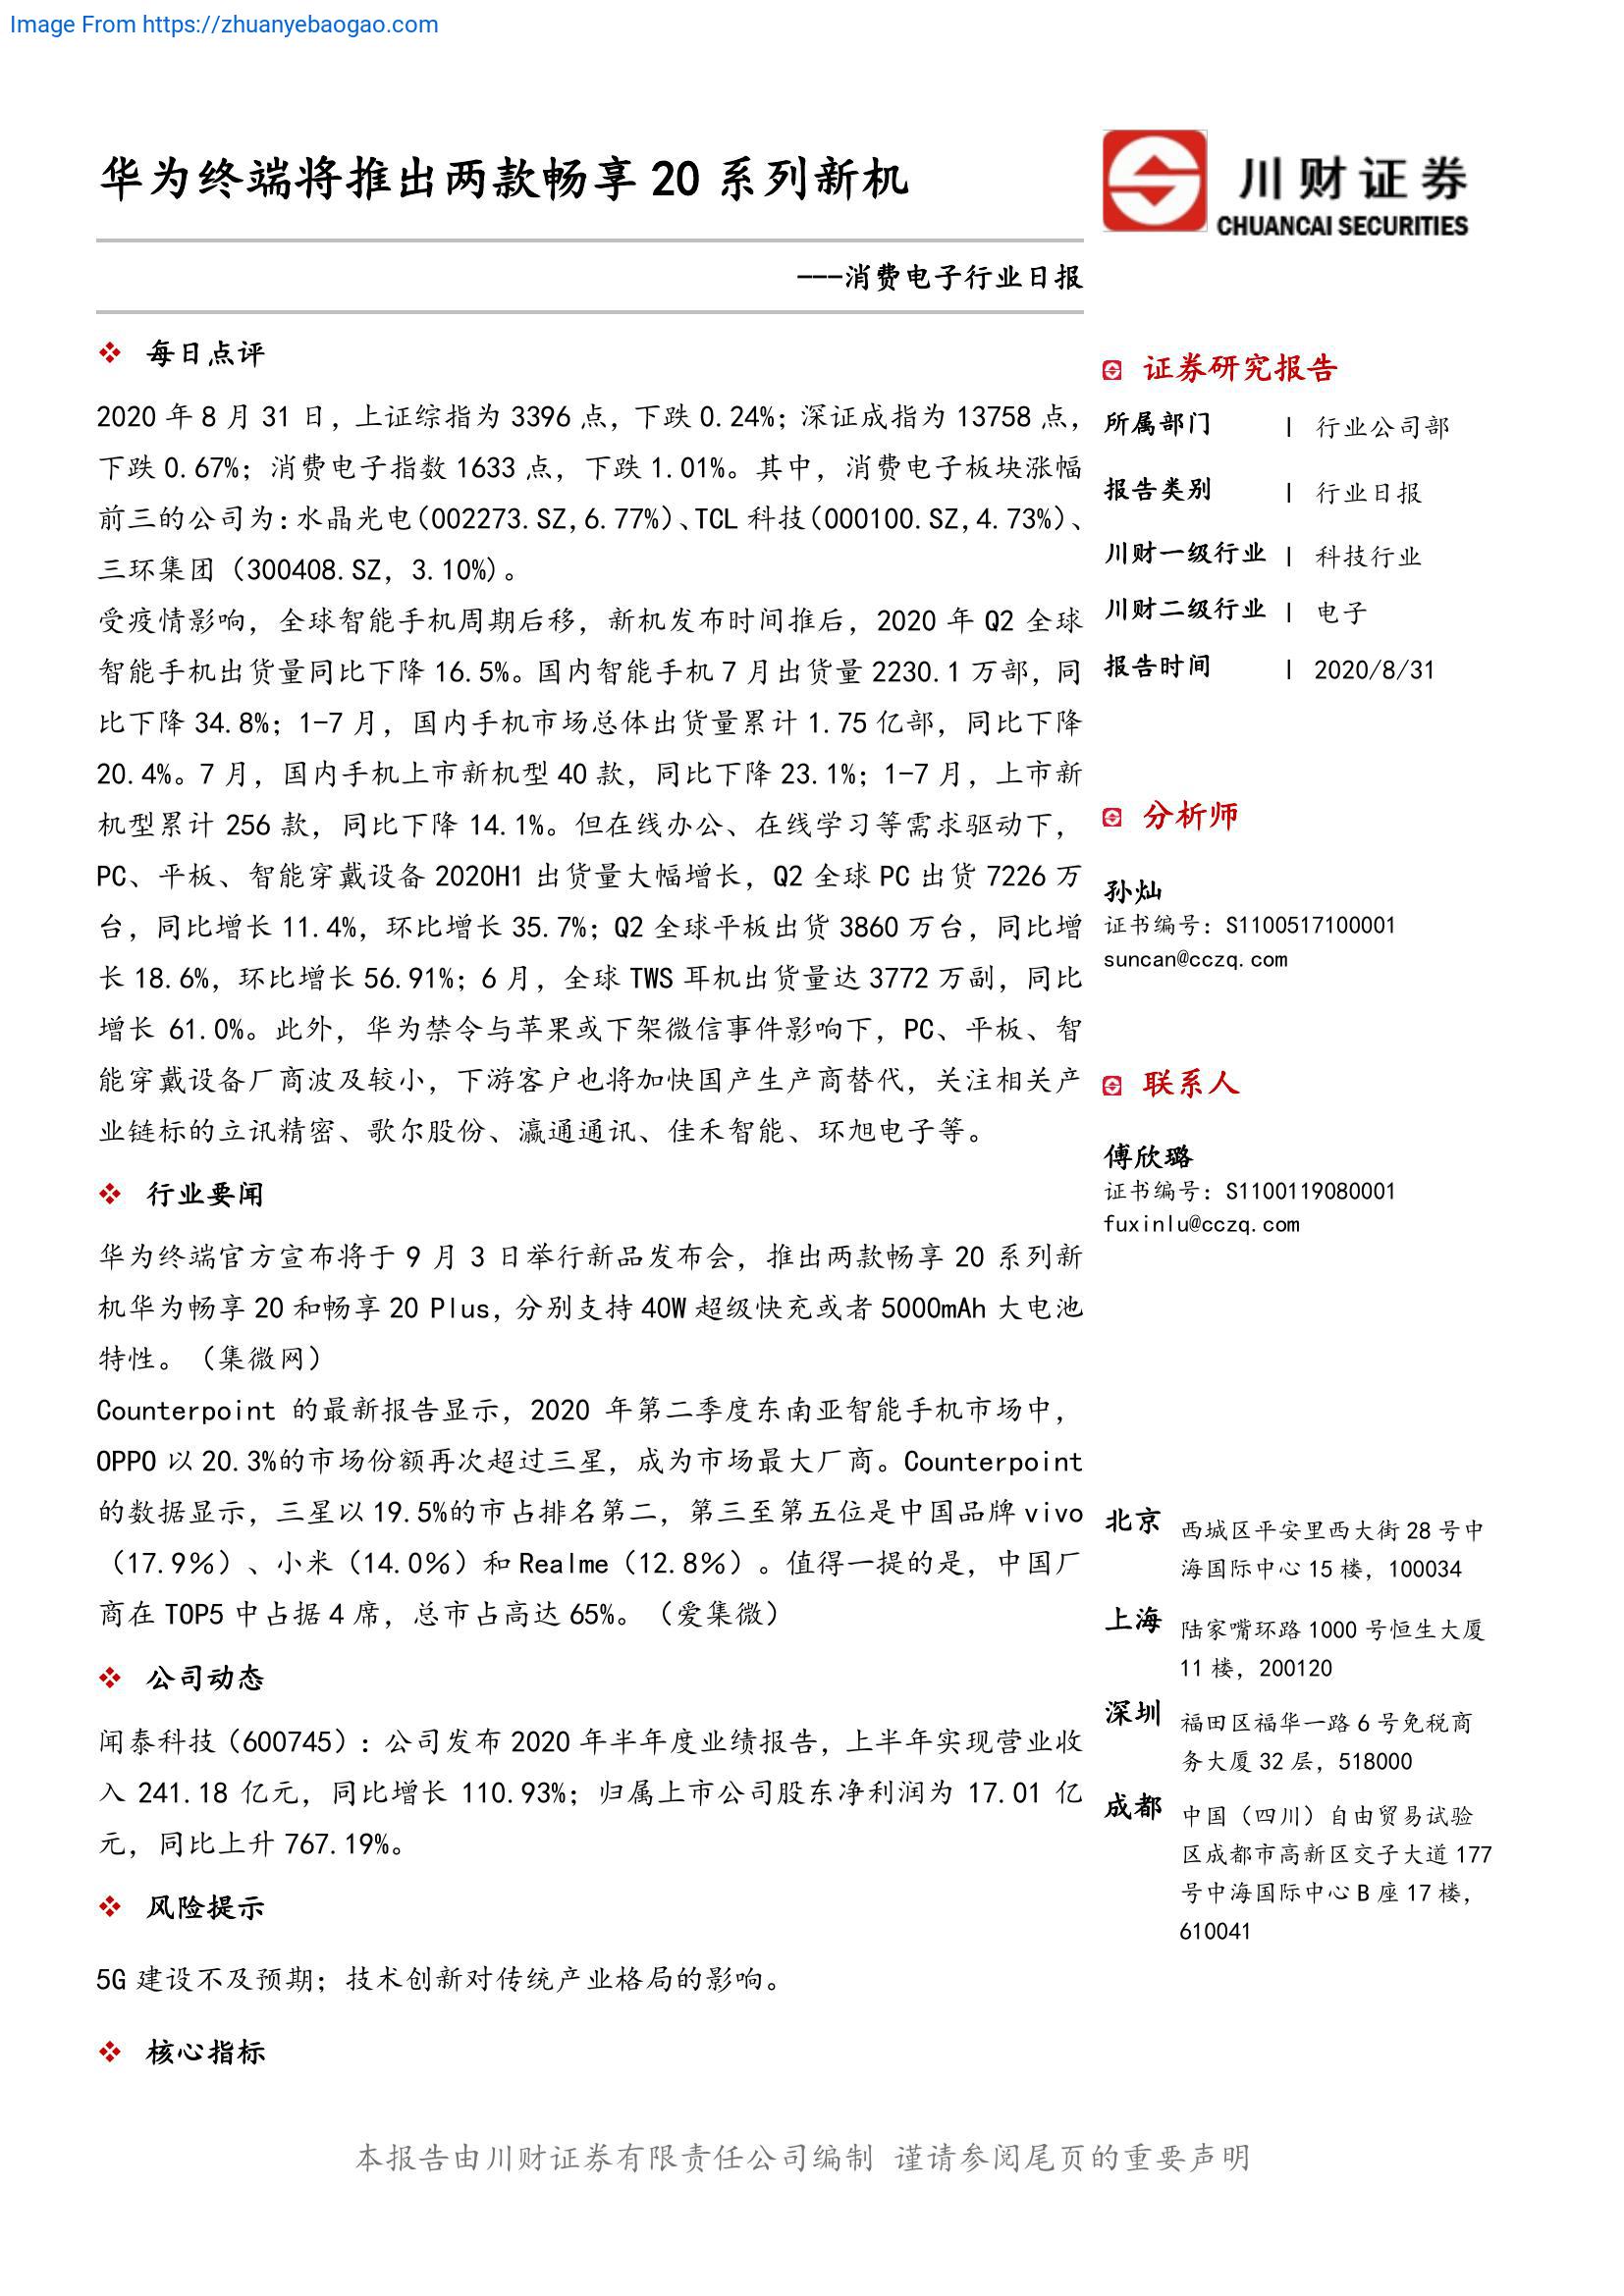 Image From https://zhuanyebaogao.com
华为终端将推出两款畅享 20 系列新机
川财证券
CHUANCAI SECURITIES
---消费电子行业日报
❖ 每日点评
2020 年 8 月 31 日，上证综指为 3396 点，下跌 0.24%；深证成指为 13758 点，
下跌 0.67%；消费电子指数 1633 点，下跌 1.01%。其中，消费电子板块涨幅
前三的公司为：水晶光电（002273.SZ,6.77%）、TCL 科技（000100.SZ,4.73%）、
三环集团（300408.SZ, 3.10%)。
受疫情影响，全球智能手机周期后移，新机发布时间推后，2020 年 Q2 全球
智能手机出货量同比下降 16.5%。国内智能手机 7 月出货量 2230.1 万部，同
比下降 34.8%；1-7 月，国内手机市场总体出货量累计 1.75 亿部，同比下降
20.4%。7 月，国内手机上市新机型 40 款，同比下降 23.1%；1-7 月，上市新
机型累计 256 款，同比下降 14.1%。但在线办公、在线学习等需求驱动下，
PC、平板、智能穿戴设备 2020H1 出货量大幅增长，Q2 全球 PC 出货 7226 万
台，同比增长 11.4%，环比增长 35.7%；Q2 全球平板出货 3860 万台，同比增
长 18.6%，环比增长 56.91%；6 月，全球 TWS 耳机出货量达 3772 万副，同比
增长 61.0%。此外，华为禁令与苹果或下架微信事件影响下，PC、平板、智
能穿戴设备厂商波及较小，下游客户也将加快国产生产商替代，关注相关产
业链标的立讯精密、歌尔股份、瀛通通讯、佳禾智能、环旭电子等。
❖ 行业要闻
华为终端官方宣布将于 9 月 3 日举行新品发布会，推出两款畅享 20 系列新
机华为畅享 20 和畅享 20 Plus，分别支持 40W 超级快充或者 5000mAh 大电池
特性。（集微网）
Counterpoint 的最新报告显示，2020 年第二季度东南亚智能手机市场中，
OPPO 以 20.3%的市场份额再次超过三星，成为市场最大厂商。Counterpoint
的数据显示，三星以 19.5%的市占排名第二，第三至第五位是中国品牌 vivo
（17.9％）、小米（14.0％）和 Realme（12.8％）。值得一提的是，中国厂
商在 TOP5 中占据 4 席，总市占高达 65%。（爱集微）
❖ 公司动态
闻泰科技（600745）：公司发布 2020 年半年度业绩报告，上半年实现营业收
入 241.18 亿元，同比增长 110.93%；归属上市公司股东净利润为 17.01 亿
元，同比上升 767.19%。
❖ 风险提示
5G 建设不及预期；技术创新对传统产业格局的影响。
❖ 核心指标
证券研究报告
所属部门 | 行业公司部
报告类别 | 行业日报
川财一级行业 | 科技行业
川财二级行业 | 电子
报告时间 | 2020/8/31
分析师
孙灿
证书编号：S1100517100001
suncan@cczq.com
联系人
傅欣璐
证书编号：S1100119080001
fuxinlu@cczq.com
北京 西城区平安里西大街 28 号中
海国际中心 15 楼，100034
上海 陆家嘴环路 1000 号恒生大厦
11 楼，200120
深圳 福田区福华一路 6 号免税商
务大厦 32 层，518000
成都 中国（四川）自由贸易试验
区成都市高新区交子大道 177
号中海国际中心 B 座 17 楼，
610041
本报告由川财证券有限责任公司编制 谨请参阅尾页的重要声明